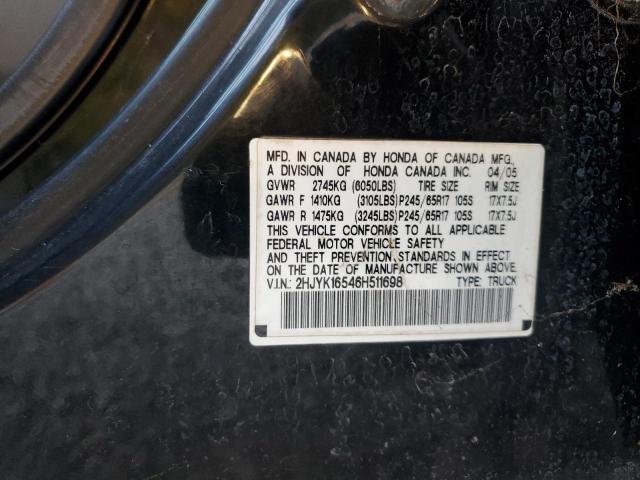 MFD. IN CANADA BY HONDA OF CANADA MFG.,
A DIVISION OF HONDA CANADA INC. 04/05
GVWR 2745KG (6050LBS) TIRE SIZE RIM SIZE
GAWR F 1410KG (3105LBS) P245/65R17 105S 17X7.5J
GAWR R 1475KG (3245LBS) P245/65R17 105S 17X7.5J
THIS VEHICLE CONFORMS TO ALL APPLICABLE
FEDERAL MOTOR VEHICLE SAFETY
AND THEFT PREVENTION STANDARDS IN EFFECT
ON THE DATE OF MANUFACTURE SHOWN ABOVE.
V.I.N.: 2HJYK16546H511698 TYPE: TRUCK